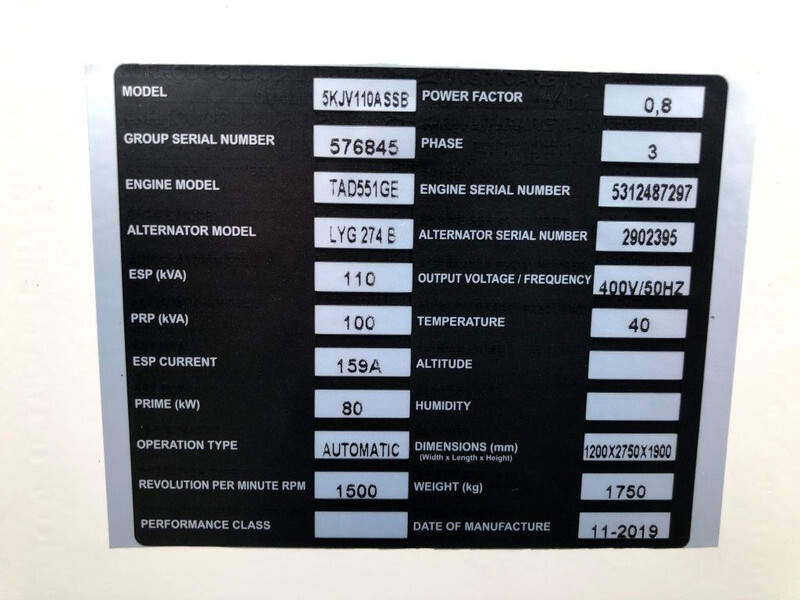 MODEL 5KJV110ASSB POWER FACTOR 0,8
GROUP SERIAL NUMBER 576845 PHASE 3
ENGINE MODEL TAD551GE ENGINE SERIAL NUMBER 5312487297
ALTERNATOR MODEL LYG 274 B ALTERNATOR SERIAL NUMBER 2902395
ESP (kVA) 110 OUTPUT VOLTAGE / FREQUENCY 400V/50HZ
PRP (kVA) 100 TEMPERATURE 40
ESP CURRENT 159A ALTITUDE
PRIME (kW) 80 HUMIDITY
OPERATION TYPE AUTOMATIC DIMENSIONS (mm) 1200X2750X1900
(Width x Length x Height)
REVOLUTION PER MINUTE RPM 1500 WEIGHT (kg) 1750
PERFORMANCE CLASS DATE OF MANUFACTURE 11-2019